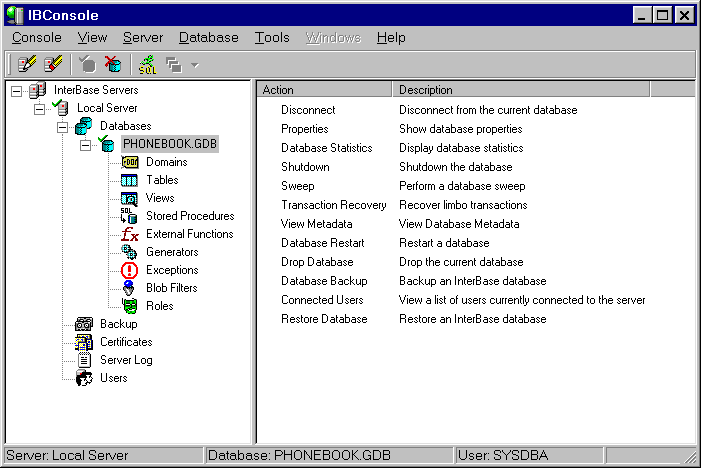 IBConsole
Console View Server Database Tools Windows Help
SQL
InterBase Servers
Local Server
Databases
PHONEBOOK.GDB
Domains
Tables
Views
SQL
Stored Procedures
fx External Functions
Generators
Exceptions
Blob Filters
Roles
Backup
Certificates
Server Log
Users
Action Description
Disconnect Disconnect from the current database
Properties Show database properties
Database Statistics Display database statistics
Shutdown Shutdown the database
Sweep Perform a database sweep
Transaction Recovery Recover limbo transactions
View Metadata View Database Metadata
Database Restart Restart a database
Drop Database Drop the current database
Database Backup Backup an InterBase database
Connected Users View a list of users currently connected to the server
Restore Database Restore an InterBase database
Server: Local Server Database: PHONEBOOK.GDB User: SYSDBA